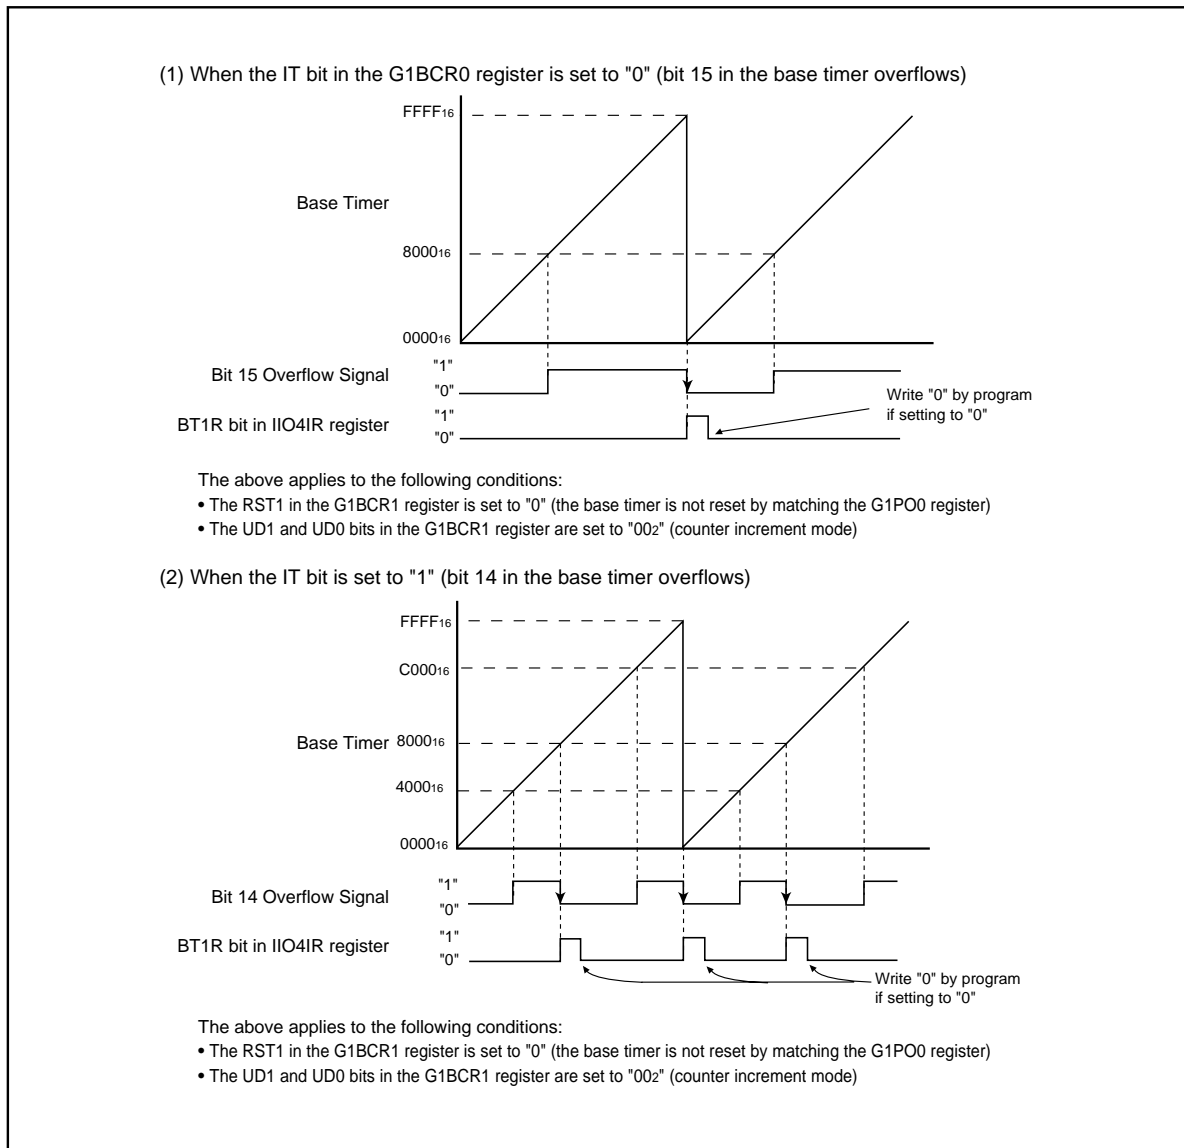 (1) When the IT bit in the G1BCR0 register is set to "0" (bit 15 in the base timer overflows)
FFFF16
Base Timer
800016
000016
"1"
Bit 15 Overflow Signal
"0"
Write "0" by program
if setting to "0"
"1"
BT1R bit in IIO4IR register
"0"
The above applies to the following conditions:
• The RST1 in the G1BCR1 register is set to "0" (the base timer is not reset by matching the G1PO0 register)
• The UD1 and UD0 bits in the G1BCR1 register are set to "002" (counter increment mode)
(2) When the IT bit is set to "1" (bit 14 in the base timer overflows)
FFFF16
C00016
Base Timer
800016
400016
000016
"1"
Bit 14 Overflow Signal
"0"
"1"
BT1R bit in IIO4IR register
"0"
Write "0" by program
if setting to "0"
The above applies to the following conditions:
• The RST1 in the G1BCR1 register is set to "0" (the base timer is not reset by matching the G1PO0 register)
• The UD1 and UD0 bits in the G1BCR1 register are set to "002" (counter increment mode)